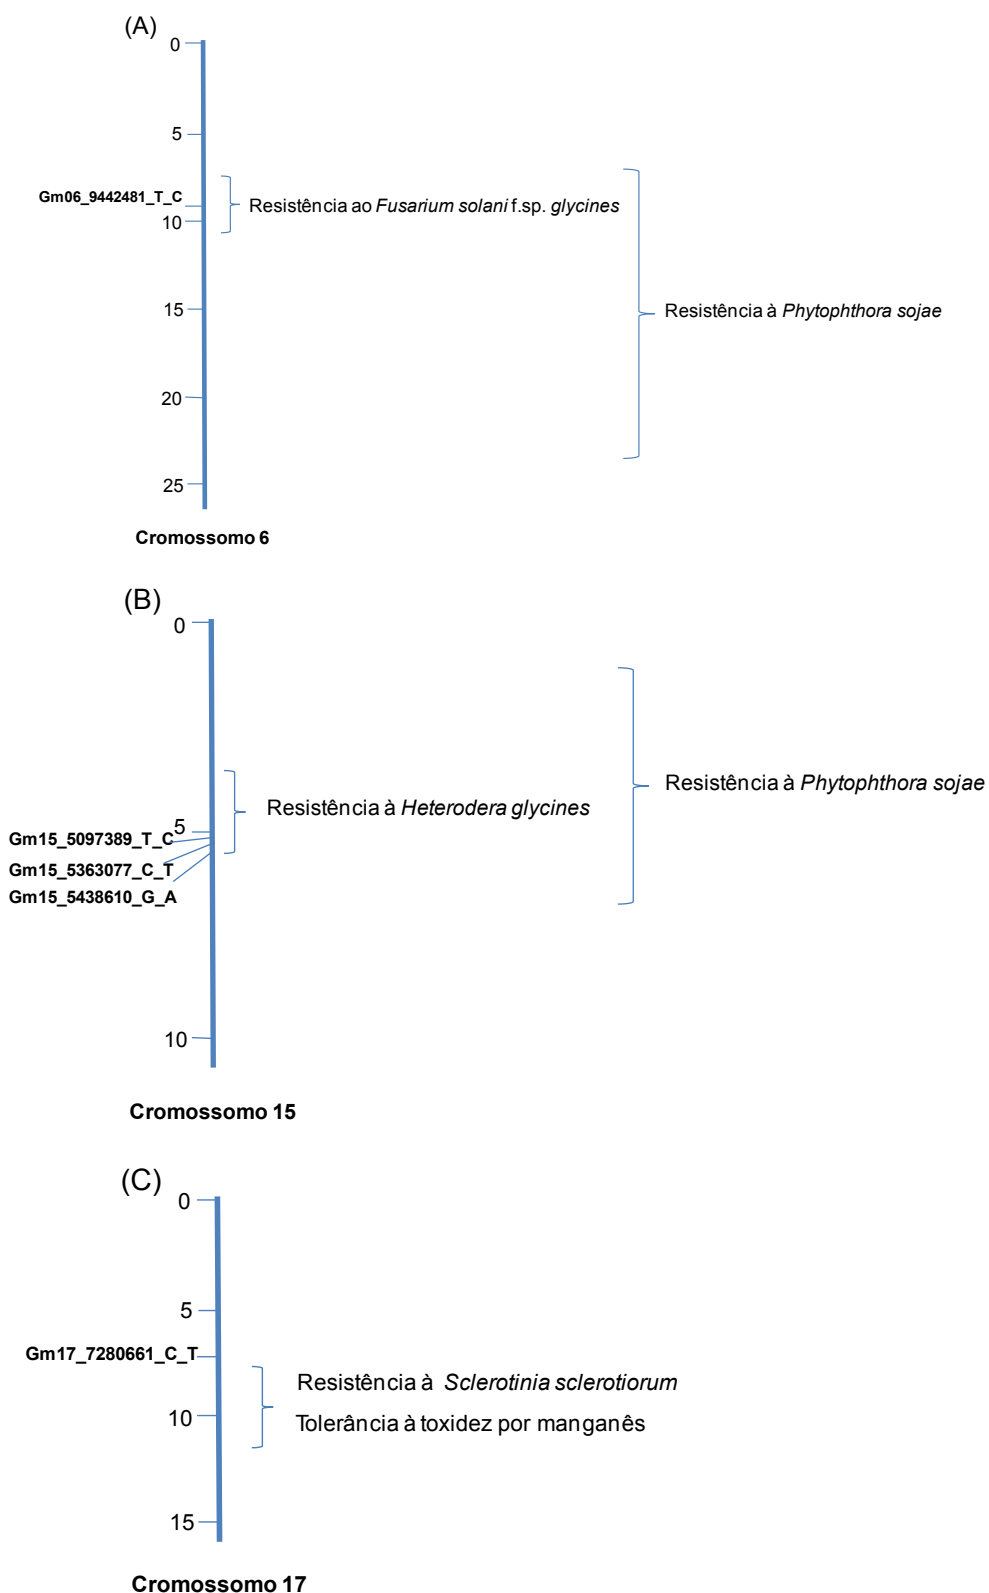 (A)
0
5
Gm06_9442481_T_C
Resistência ao Fusarium solani f.sp. glycines
10
15
Resistência à Phytophthora sojae
20
25
Cromossomo 6
(B)
0
Resistência à Phytophthora sojae
Resistência à Heterodera glycines
5
Gm15_5097389_T_C
Gm15_5363077_C_T
Gm15_5438610_G_A
10
Cromossomo 15
(C)
0
5
Gm17_7280661_C_T
Resistência à Sclerotinia sclerotiorum
10
Tolerância à toxidez por manganês
15
Cromossomo 17